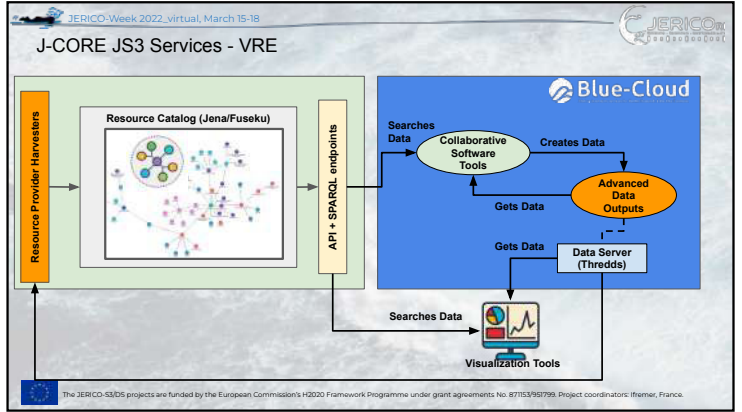 JERICO-Week 2022_virtual, March 15-18
JERICO
J-CORE JS3 Services - VRE
Blue-Cloud
Resource Provider Harvesters
Resource Catalog (Jena/Fuseku)
API + SPARQL endpoints
Searches
Data
Collaborative
Software
Tools
Creates Data
Advanced
Data
Outputs
Gets Data
Gets Data
Data Server
(Thredds)
Searches Data
Visualization Tools
The JERICO-S3/DS projects are funded by the European Commission's H2020 Framework Programme under grant agreements No. 871153/951799. Project coordinators: Ifremer, France.